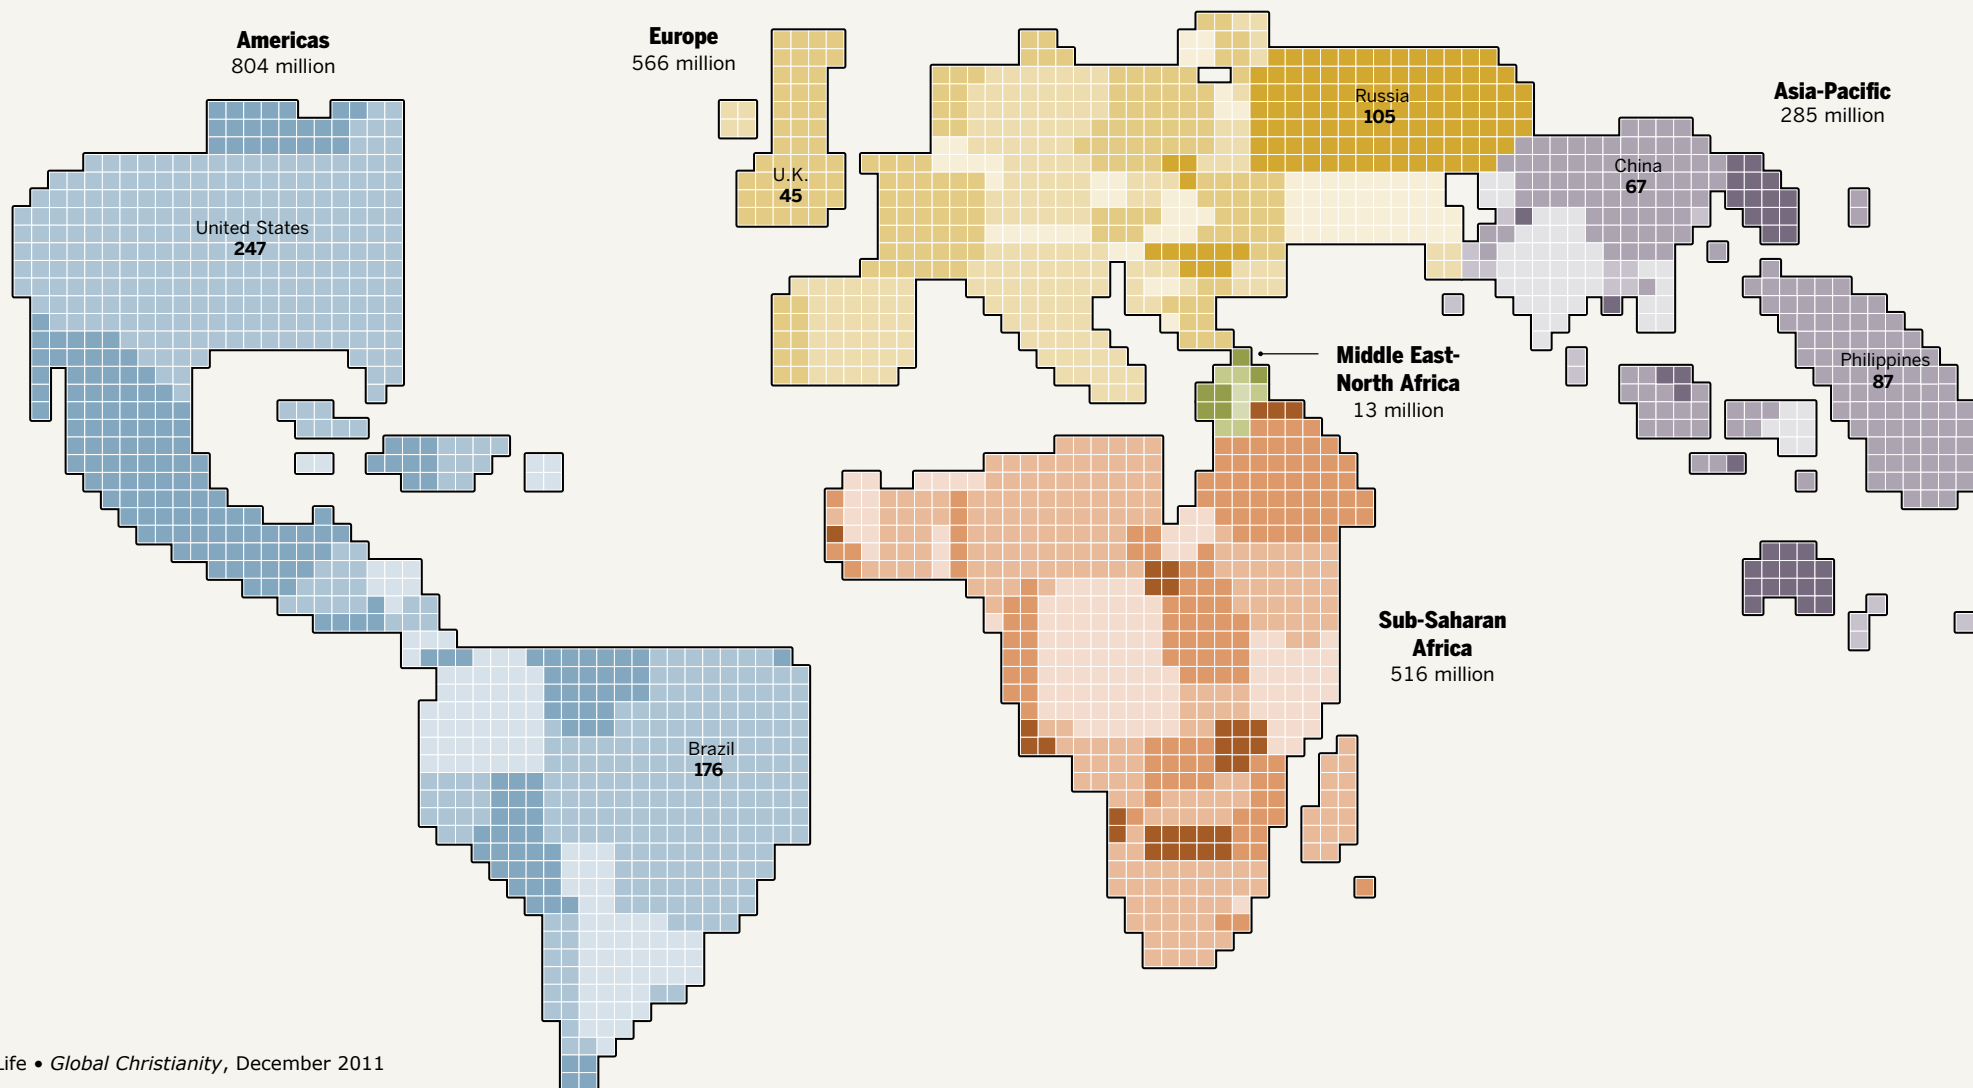 Americas
804 million
Europe
566 million
Asia-Pacific
285 million
Russia
105
China
67
U.K.
45
United States
247
Middle East-
North Africa
13 million
Philippines
87
Sub-Saharan
Africa
516 million
Brazil
176
Life • Global Christianity, December 2011